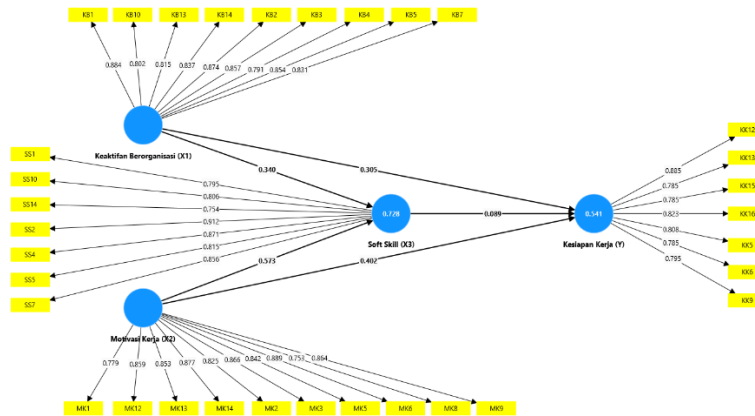 KB1 KB10 KB13 KB14 KB2 KB3 KB4 KB5 KB7
0.884 0.802 0.815 0.837 0.874 0.857 0.791 0.854 0.831
Keaktifan Berorganisasi (X1)
0.340
0.305
SS1
SS10
SS14
SS2
SS4
SS5
SS7
0.795
0.806
0.754
0.912
0.871
0.815
0.856
0.728
Soft Skill (X3)
0.089
0.541
Kesiapan Kerja (Y)
KK12
KK13
KK15
KK16
KK5
KK6
KK9
0.885
0.785
0.785
0.823
0.808
0.785
0.795
0.573
0.402
Motivasi Kerja (X2)
0.779 0.859 0.853 0.877 0.825 0.866 0.842 0.889 0.753 0.864
MK1 MK12 MK13 MK14 MK2 MK3 MK5 MK6 MK8 MK9